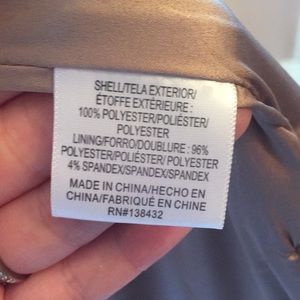 SHELL/TELA EXTERIOR/
ÉTOFFE EXTÉRIEURE :
100% POLYESTER/POLIÉSTER/
POLYESTER
LINING/FORRO/DOUBLURE : 96%
POLYESTER/POLIÉSTER/ POLYESTER
4% SPANDEX/SPANDEX/SPANDEX
MADE IN CHINA/HECHO EN
CHINA/FABRIQUÉ EN CHINE
RN#138432